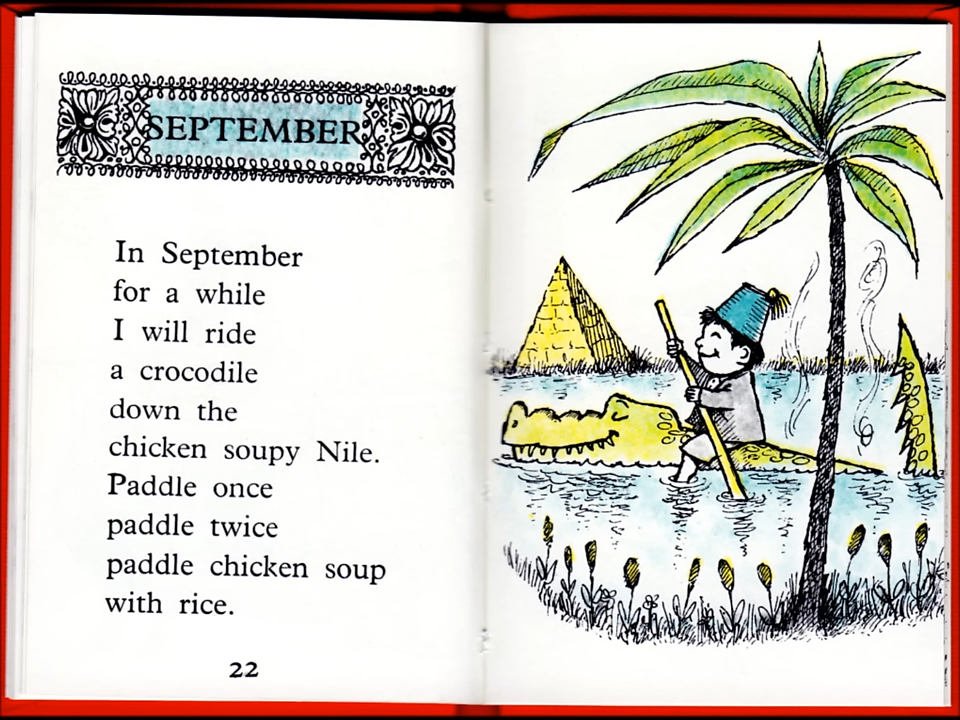 SEPTEMBER
In September
for a while
I will ride
a crocodile
down the
chicken soupy Nile.
Paddle once
paddle twice
paddle chicken soup
with rice.
22